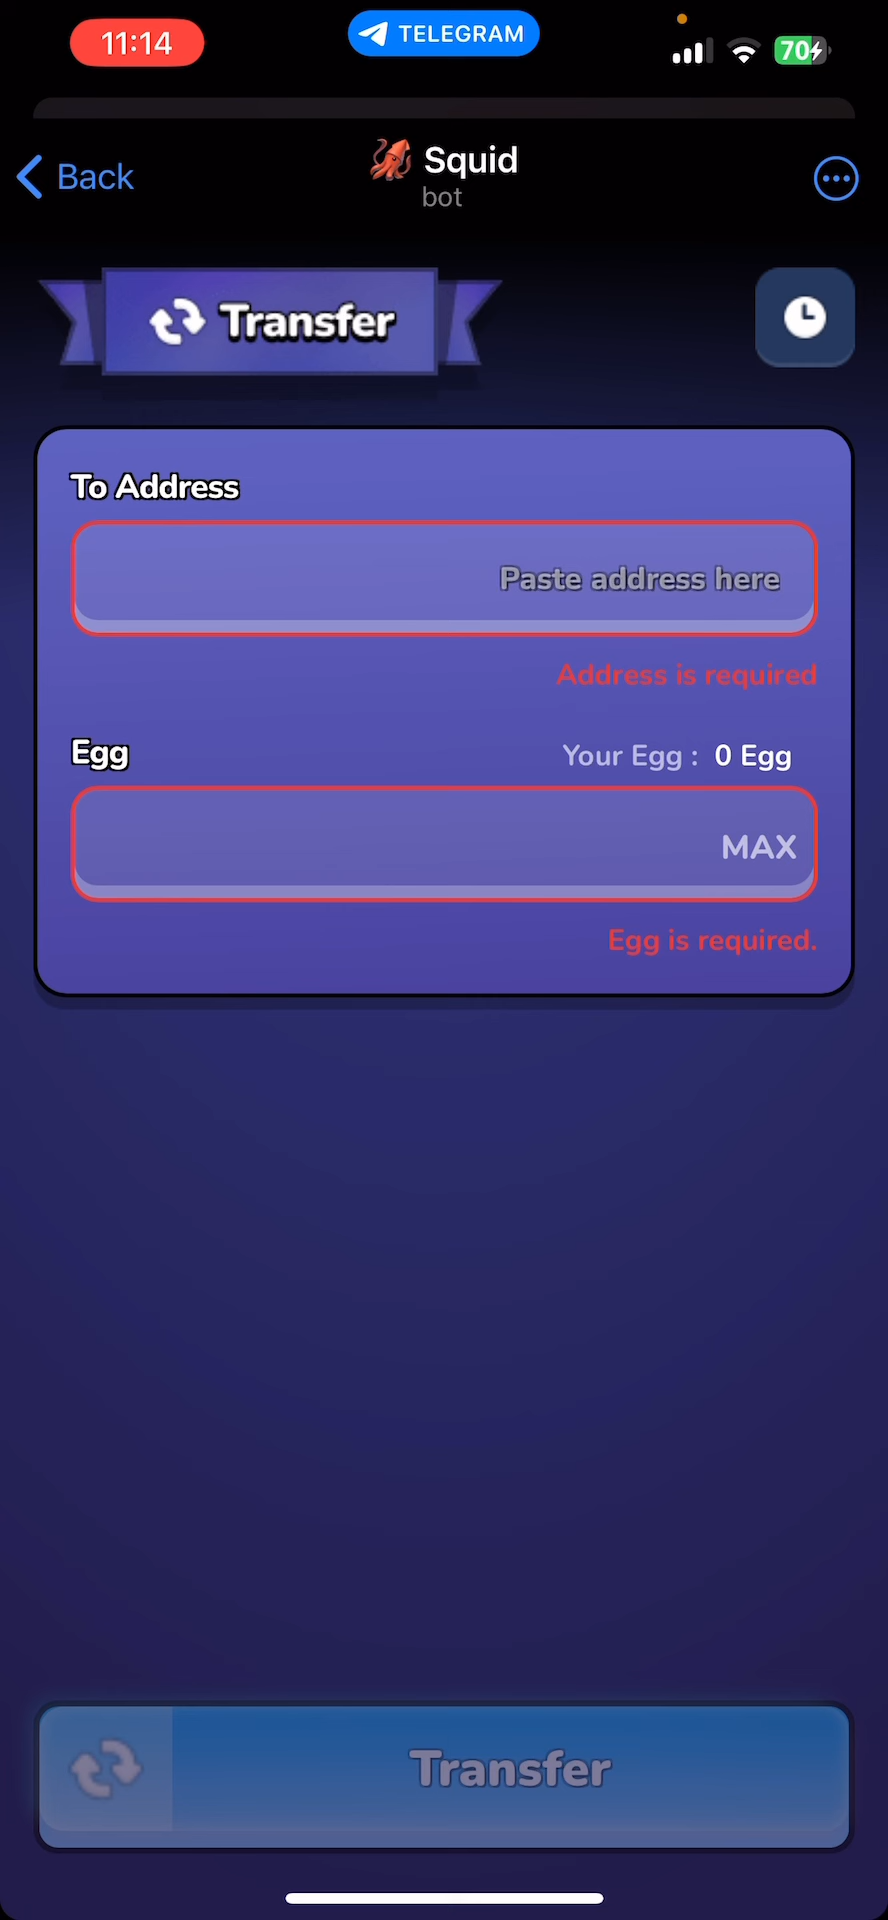 11:14
TELEGRAM
70
Back
Squid
bot
Transfer
To Address
Paste address here
Address is required
Egg
Your Egg : 0 Egg
MAX
Egg is required.
Transfer